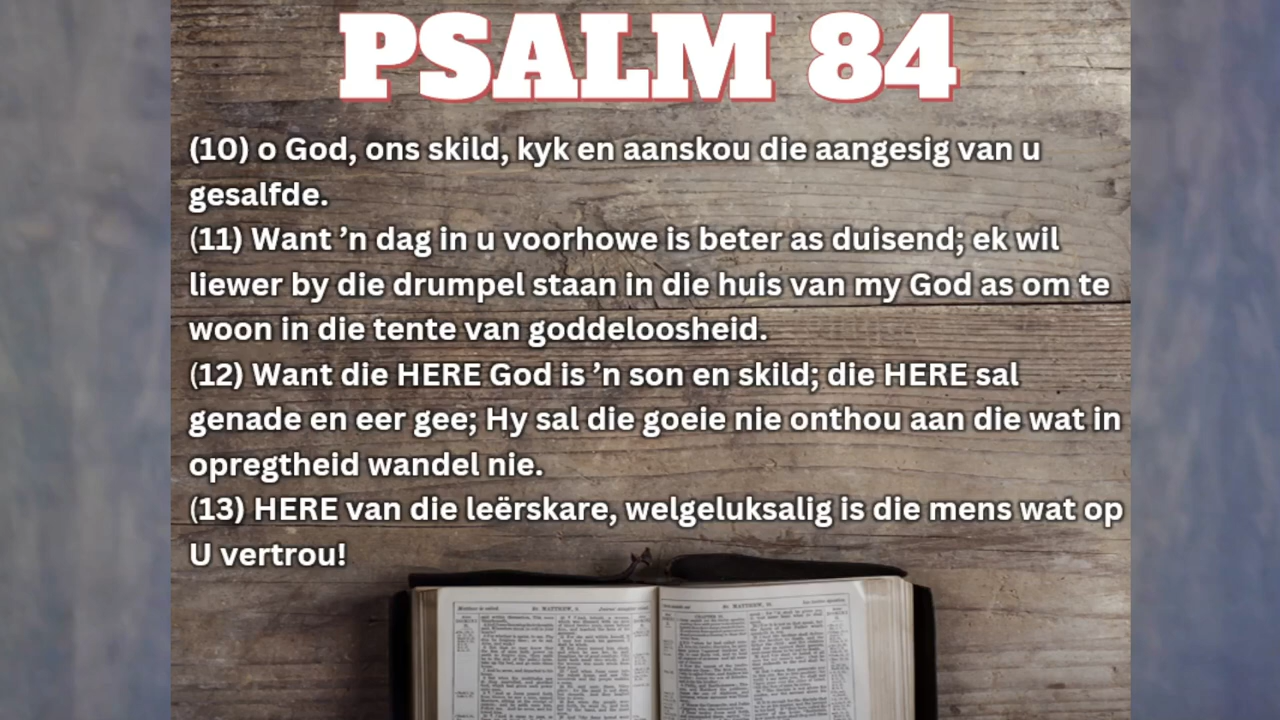 PSALM 84
(10) o God, ons skild, kyk en aanskou die aangesig van u
gesalfde.
(11) Want ’n dag in u voorhowe is beter as duisend; ek wil
liewer by die drumpel staan in die huis van my God as om te
woon in die tente van goddeloosheid.
(12) Want die HERE God is ’n son en skild; die HERE sal
genade en eer gee; Hy sal die goeie nie onthou aan die wat in
opregtheid wandel nie.
(13) HERE van die leërskare, welgeluksalig is die mens wat op
U vertrou!
St. MATTHEW, St. MATTHEW,